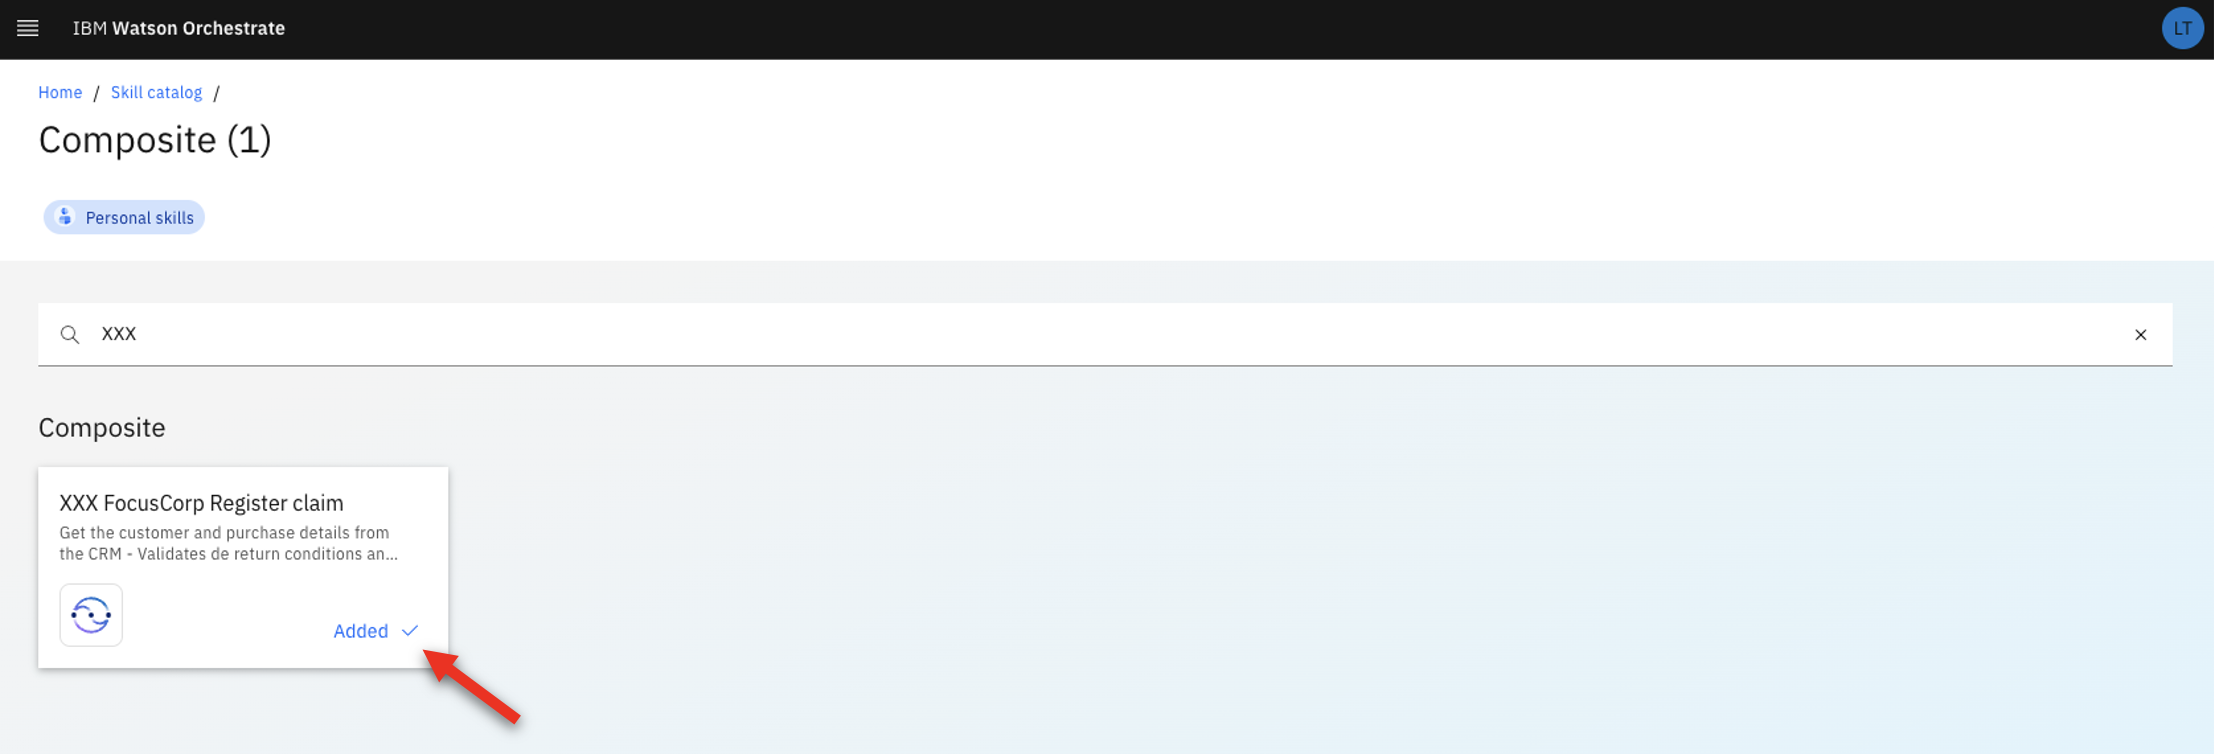 IBM Watson Orchestrate
LT
Home / Skill catalog /
Composite (1)
Personal skills
XXX
Composite
XXX FocusCorp Register claim
Get the customer and purchase details from
the CRM - Validates de return conditions an...
Added